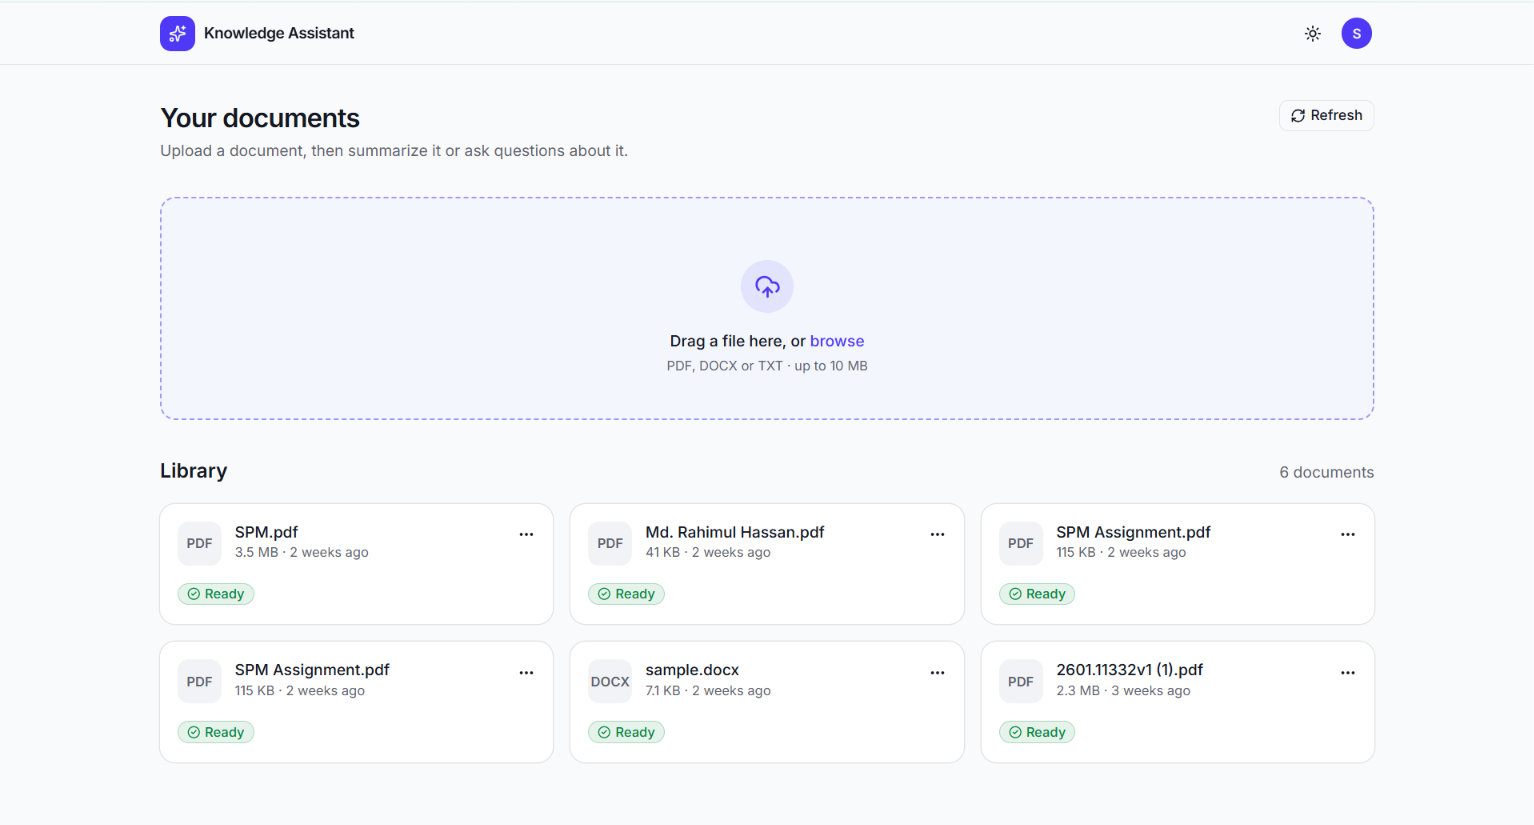 Knowledge Assistant
S
Your documents
Refresh
Upload a document, then summarize it or ask questions about it.
Drag a file here, or browse
PDF, DOCX or TXT · up to 10 MB
Library
6 documents
PDF
SPM.pdf
3.5 MB · 2 weeks ago
Ready
PDF
Md. Rahimul Hassan.pdf
41 KB · 2 weeks ago
Ready
PDF
SPM Assignment.pdf
115 KB · 2 weeks ago
Ready
PDF
SPM Assignment.pdf
115 KB · 2 weeks ago
Ready
DOCX
sample.docx
7.1 KB · 2 weeks ago
Ready
PDF
2601.11332v1 (1).pdf
2.3 MB · 3 weeks ago
Ready